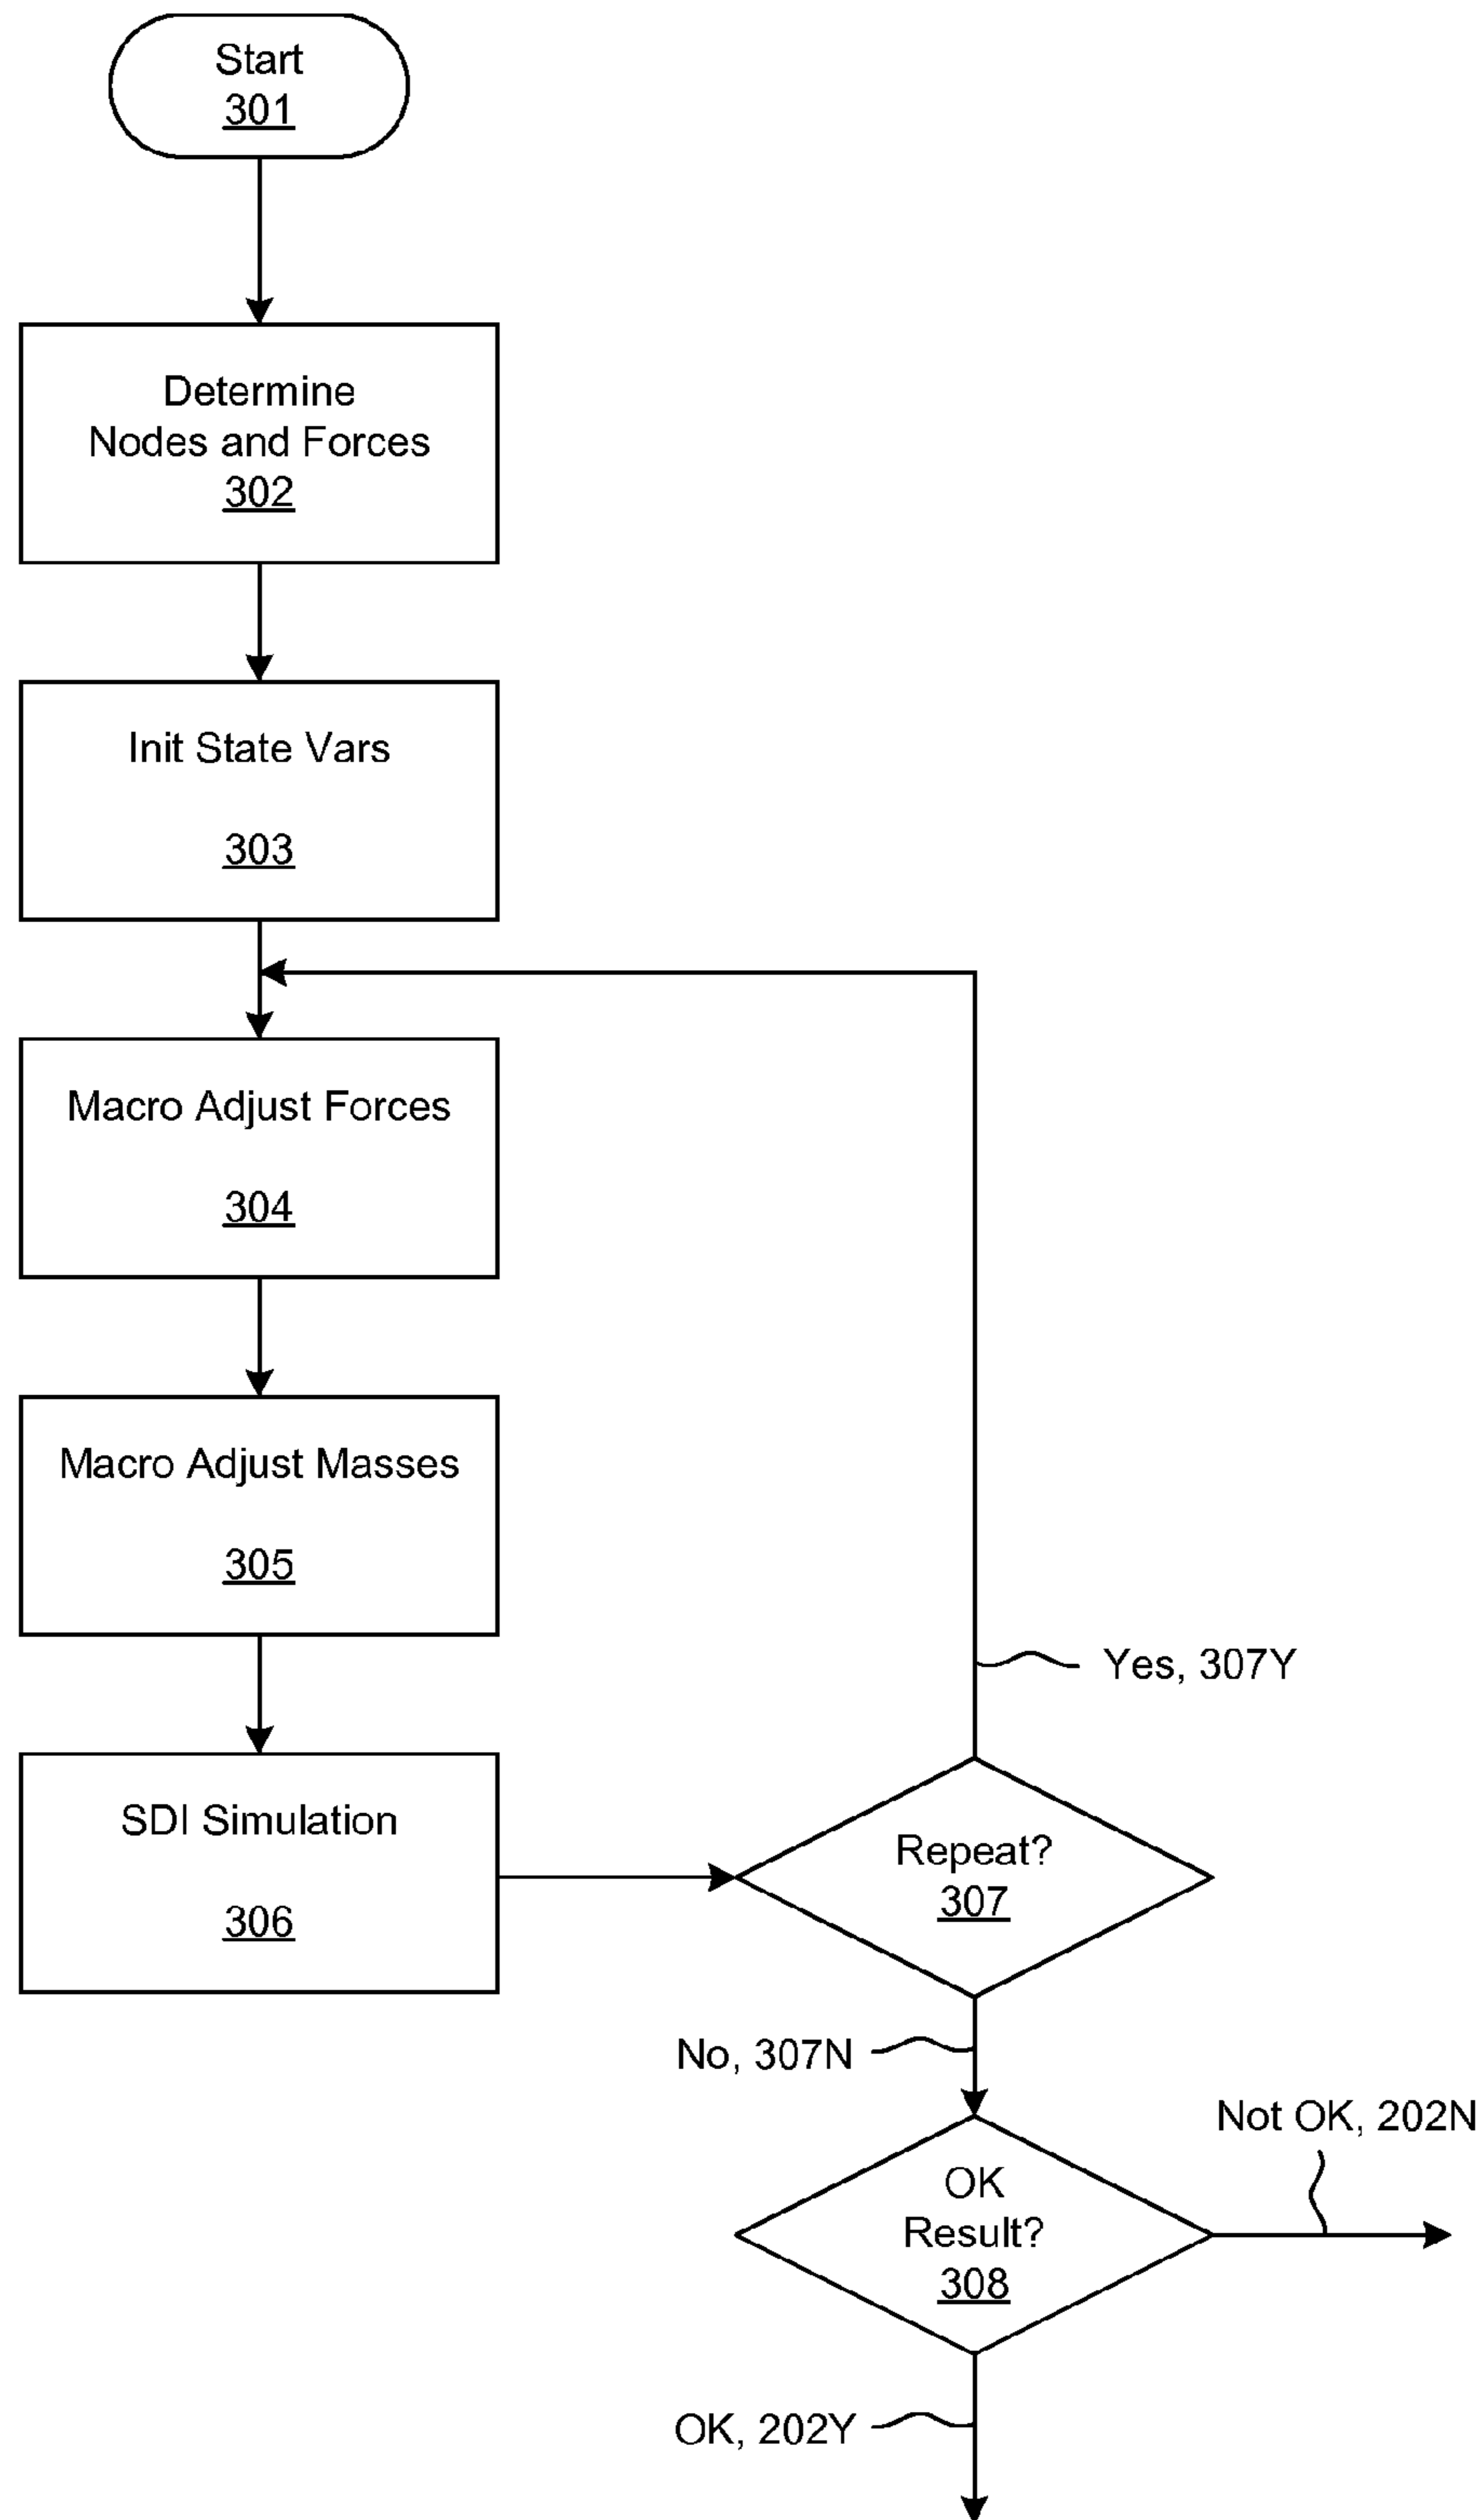 Start
301
Determine
Nodes and Forces
302
Init State Vars
303
Macro Adjust Forces
304
Macro Adjust Masses
305
Yes, 307Y
SDI Simulation
306
Repeat?
307
No, 307N
Not OK, 202N
OK
Result?
308
OK, 202Y